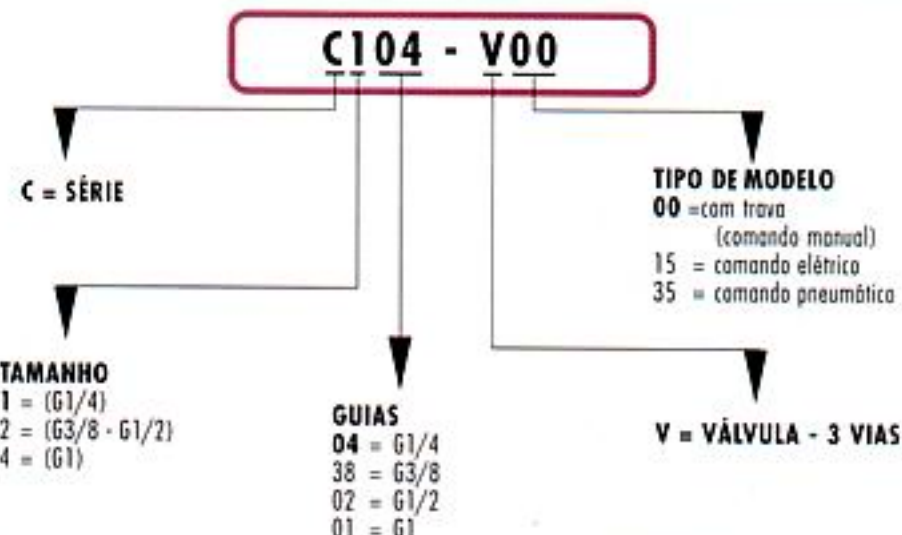 C104 - V00
C = SÉRIE
TIPO DE MODELO
00 =com trava
(comando manual)
15 = comando elétrico
35 = comando pneumático
TAMANHO
1 = (G1/4)
2 = (G3/8 - G1/2)
4 = (G1)
GUIAS
04 = G1/4
38 = G3/8
02 = G1/2
01 = G1
V = VÁLVULA - 3 VIAS